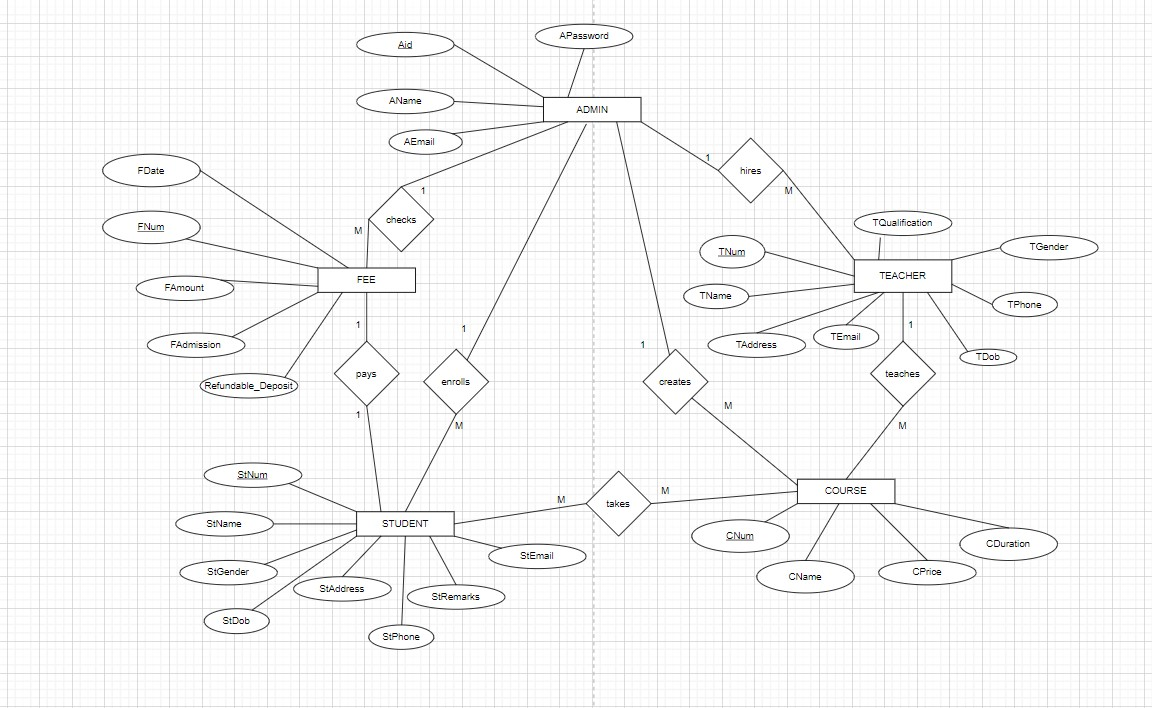 APassword
Aid
AName
ADMIN
AEmail
1
hires
M
FDate
1
checks
M
FNum
TQualification
TGender
TNum
TEACHER
FEE
FAmount
TName
TPhone
1
1
1
FAdmission
TAddress
TEmail
1
TDob
pays
enrolls
creates
teaches
Refundable_Deposit
M
1
M
M
StNum
M
M
COURSE
takes
StName
STUDENT
CNum
CDuration
StEmail
StGender
CName
CPrice
StAddress
StRemarks
StDob
StPhone